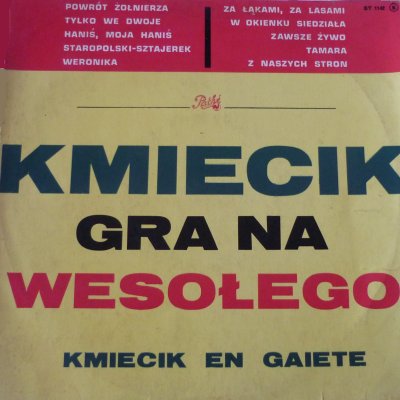 POWRÓT ŻOŁNIERZA
TYLKO WE DWOJE
HANIŚ, MOJA HANIŚ
STAROPOLSKI-SZTAJEREK
WERONIKA
ZA ŁĄKAMI, ZA LASAMI
W OKIENKU SIEDZIAŁA
ZAWSZE ŻYWO
TAMARA
Z NASZYCH STRON
Pathé
KMIECIK
GRA NA
WESOŁEGO
KMIECIK EN GAIETE